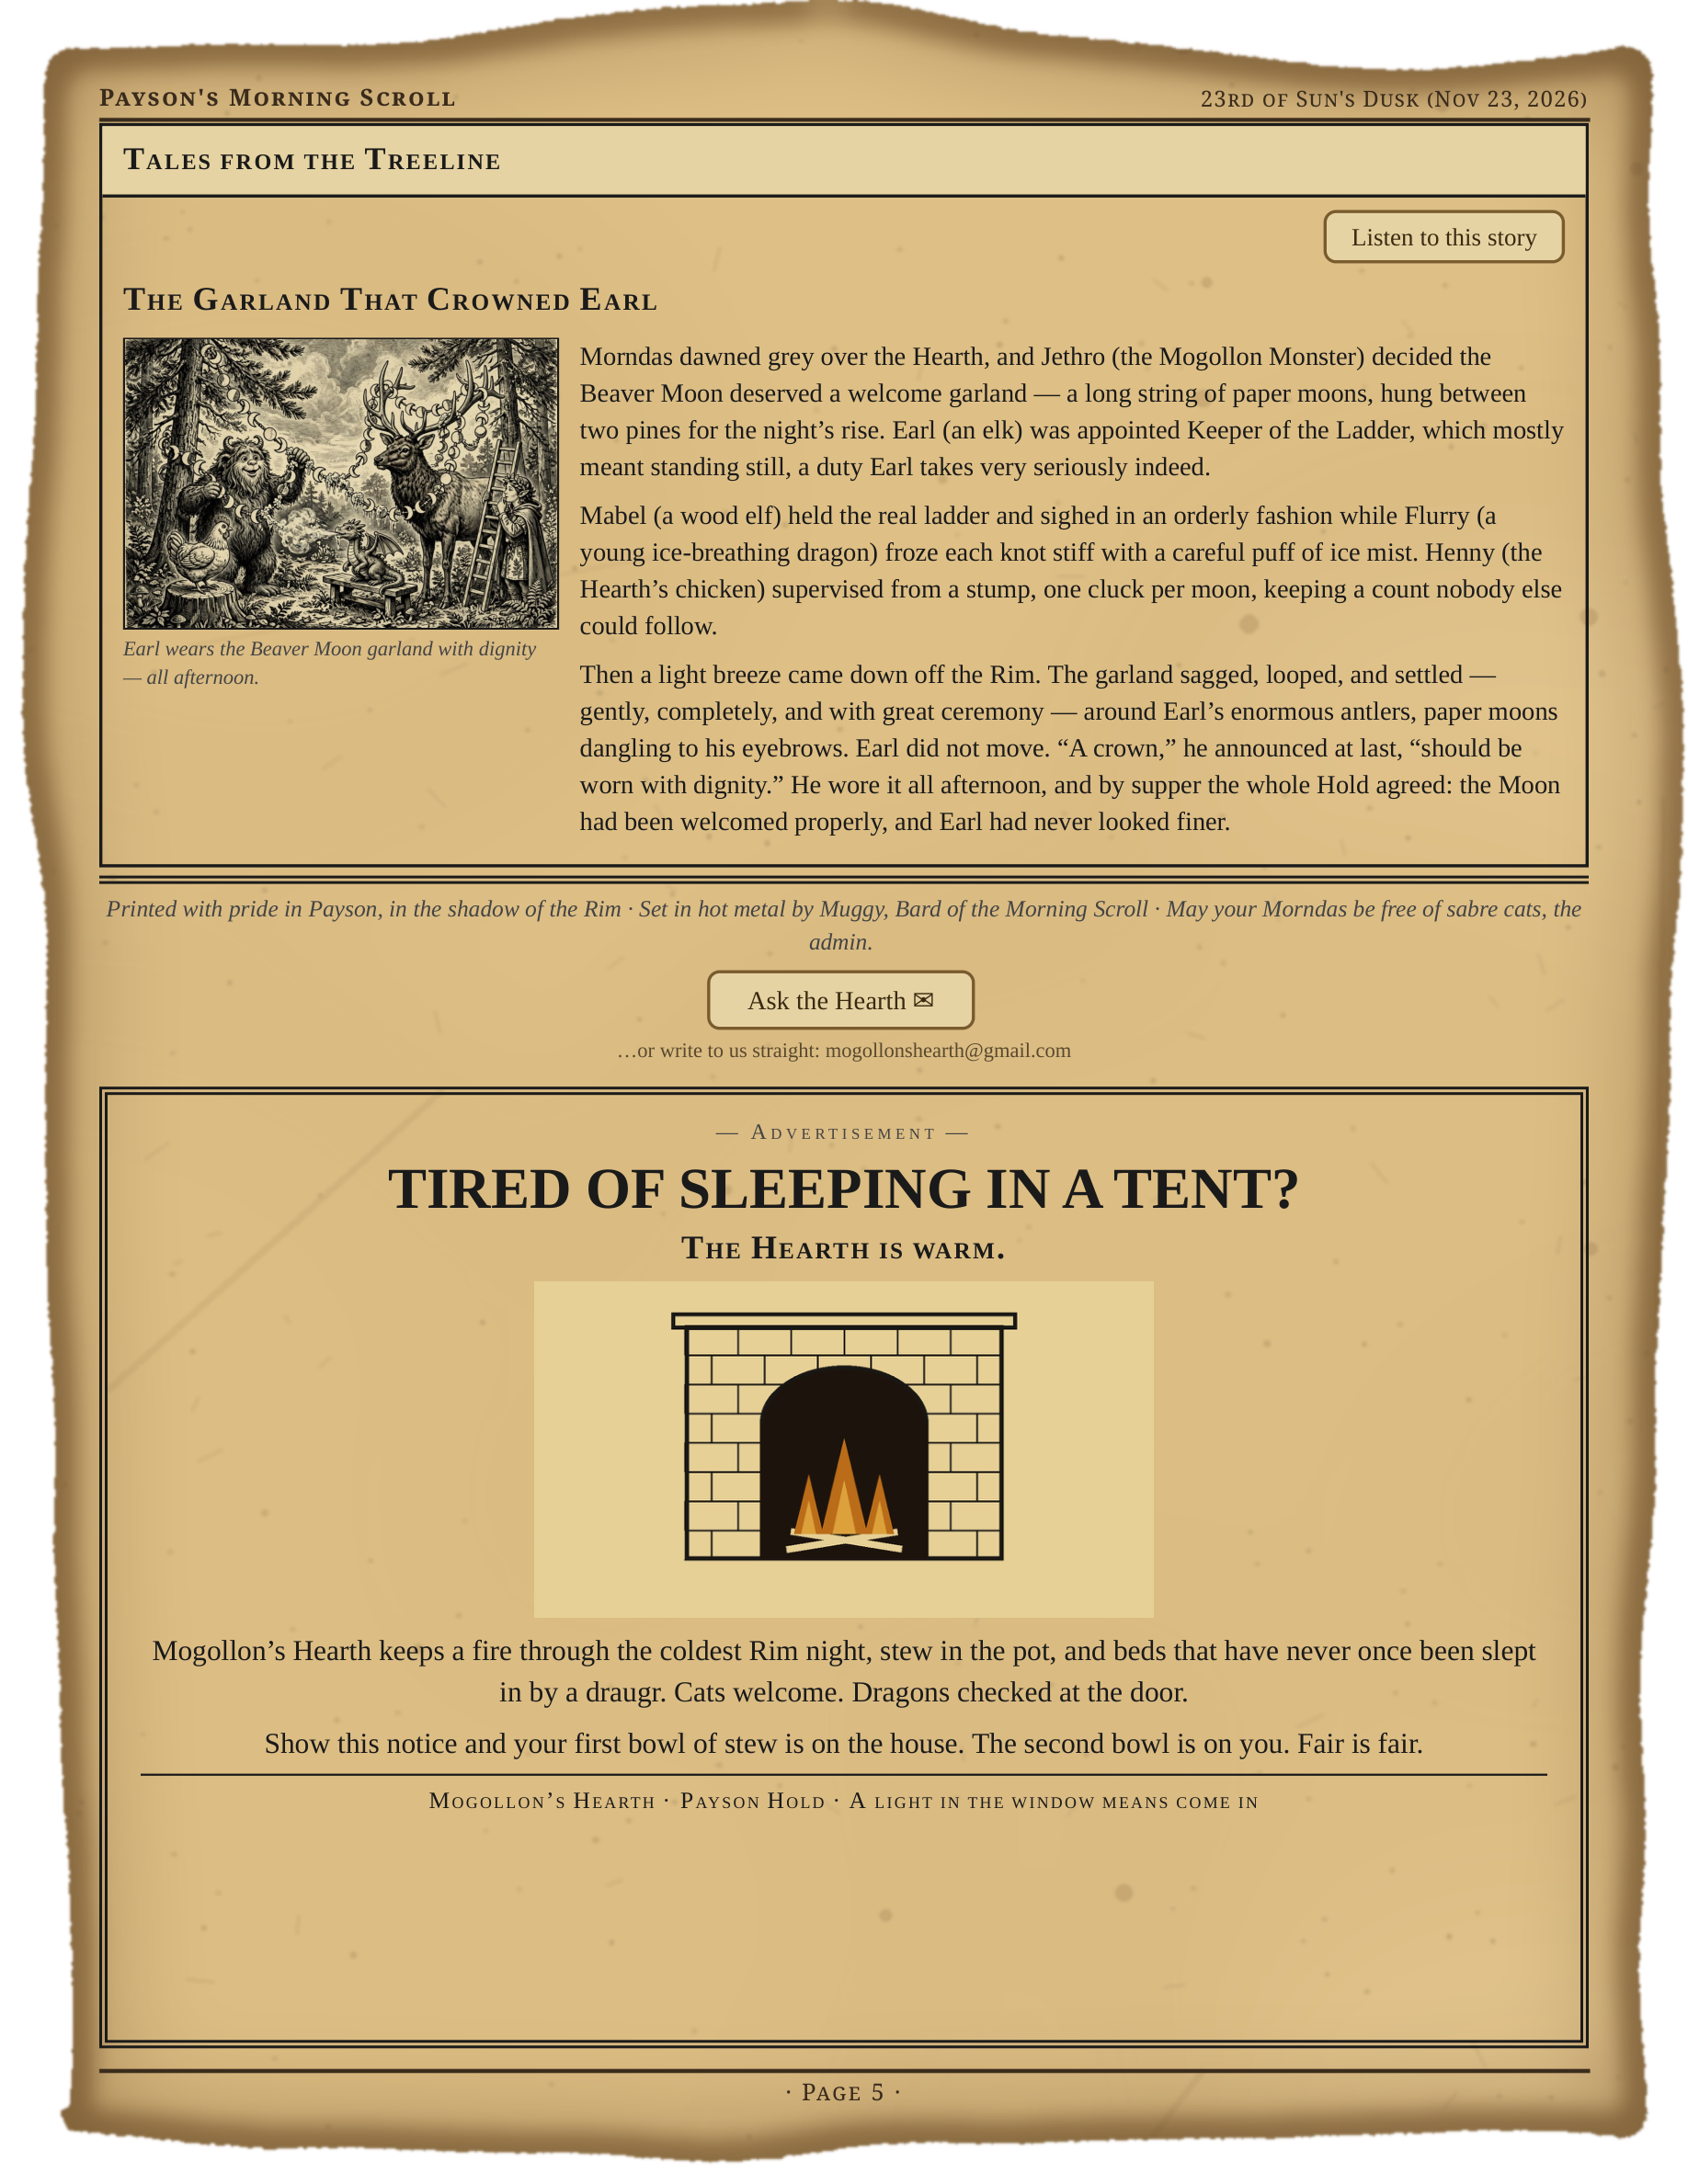 Payson's Morning Scroll
23rd of Sun's Dusk (Nov 23, 2026)
Tales from the Treeline
Listen to this story
The Garland That Crowned Earl
Morndas dawned grey over the Hearth, and Jethro (the Mogollon Monster) decided the
Beaver Moon deserved a welcome garland — a long string of paper moons, hung between
two pines for the night’s rise. Earl (an elk) was appointed Keeper of the Ladder, which mostly
meant standing still, a duty Earl takes very seriously indeed.
Mabel (a wood elf) held the real ladder and sighed in an orderly fashion while Flurry (a
young ice-breathing dragon) froze each knot stiff with a careful puff of ice mist. Henny (the
Hearth’s chicken) supervised from a stump, one cluck per moon, keeping a count nobody else
could follow.
Then a light breeze came down off the Rim. The garland sagged, looped, and settled —
gently, completely, and with great ceremony — around Earl’s enormous antlers, paper moons
dangling to his eyebrows. Earl did not move. “A crown,” he announced at last, “should be
worn with dignity.” He wore it all afternoon, and by supper the whole Hold agreed: the Moon
had been welcomed properly, and Earl had never looked finer.
Earl wears the Beaver Moon garland with dignity
— all afternoon.
Printed with pride in Payson, in the shadow of the Rim · Set in hot metal by Muggy, Bard of the Morning Scroll · May your Morndas be free of sabre cats, the
admin.
Ask the Hearth ✉
…or write to us straight: mogollonshearth@gmail.com
— Advertisement —
TIRED OF SLEEPING IN A TENT?
The Hearth is warm.
Mogollon’s Hearth keeps a fire through the coldest Rim night, stew in the pot, and beds that have never once been slept
in by a draugr. Cats welcome. Dragons checked at the door.
Show this notice and your first bowl of stew is on the house. The second bowl is on you. Fair is fair.
Mogollon’s Hearth · Payson Hold · A light in the window means come in
· Page 5 ·